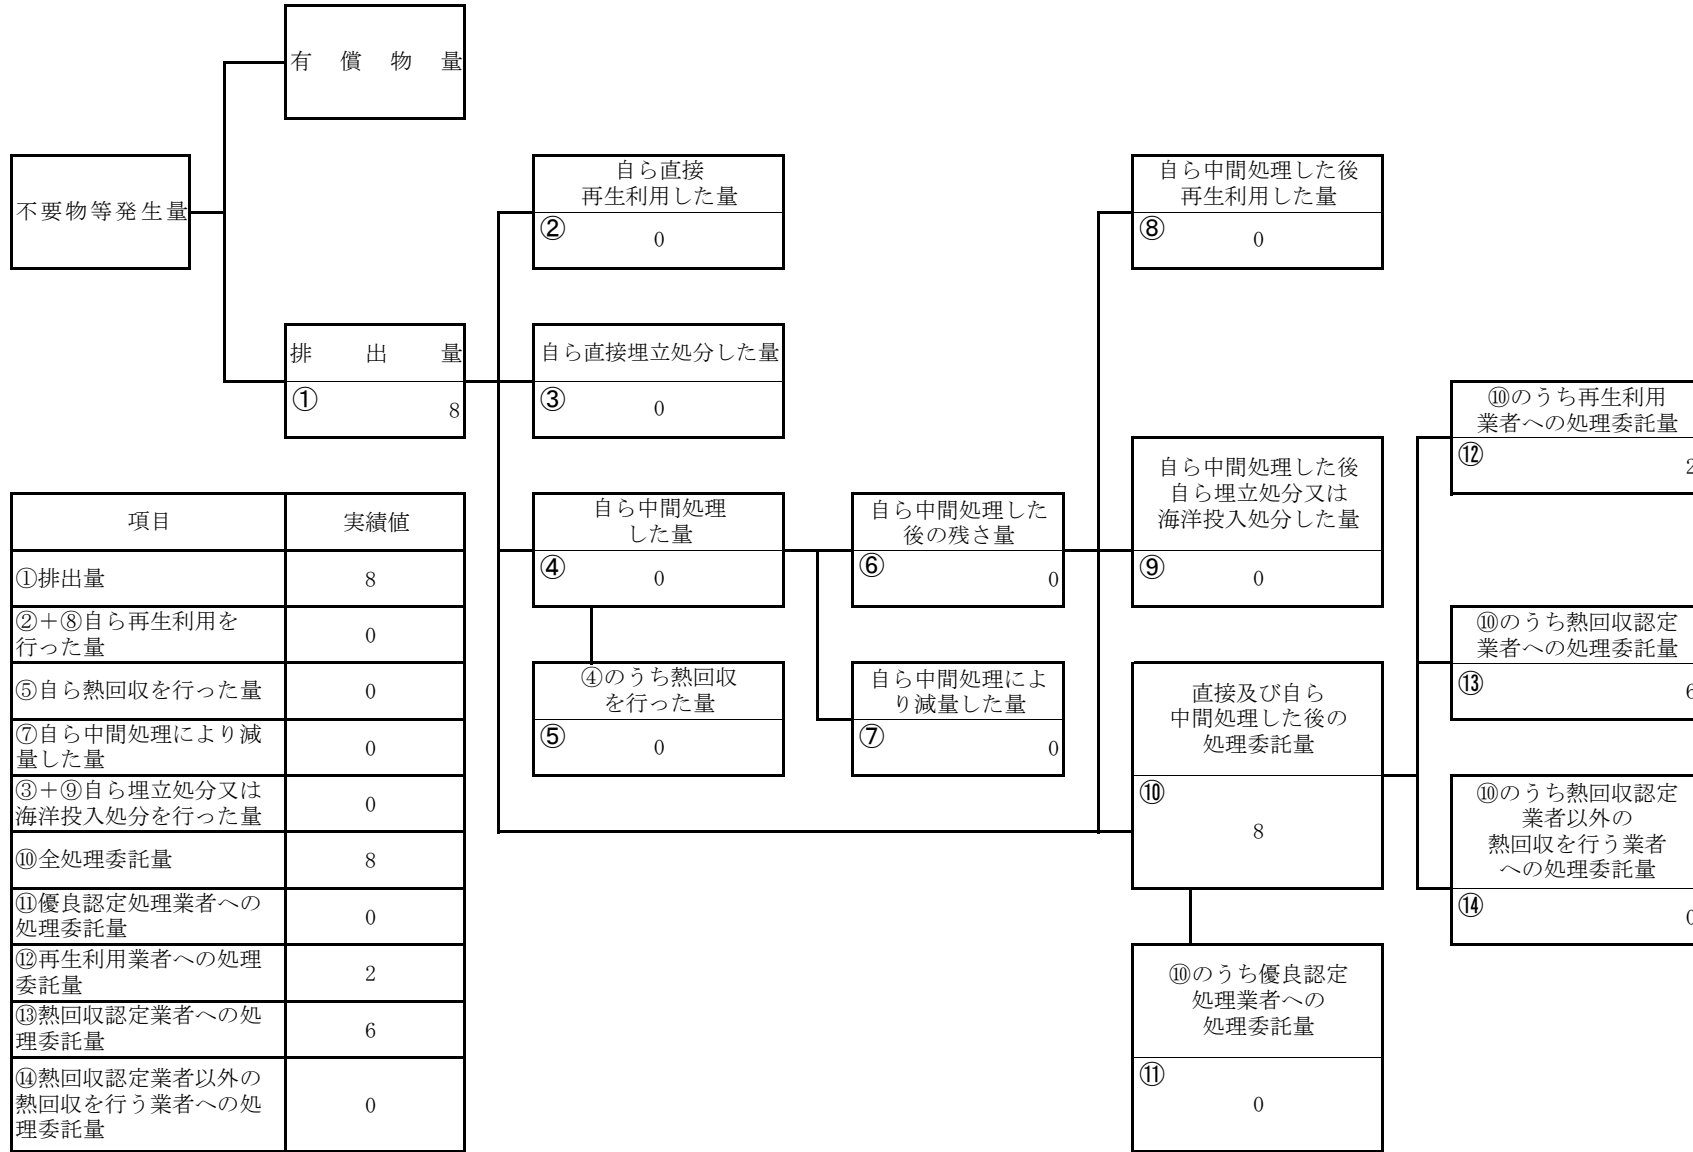 有償物量
不要物等発生量
自ら直接
再生利用した量
②
0
自ら中間処理した後
再生利用した量
⑧
0
排出量
①
8
自ら直接埋立処分した量
③
0
⑩のうち再生利用
業者への処理委託量
⑫
2
自ら中間処理した後
自ら埋立処分又は
海洋投入処分した量
⑨
0
自ら中間処理
した量
④
0
自ら中間処理した
後の残さ量
⑥
0
⑩のうち熱回収認定
業者への処理委託量
⑬
6
④のうち熱回収
を行った量
⑤
0
自ら中間処理によ
り減量した量
⑦
0
直接及び自ら
中間処理した後の
処理委託量
⑩
8
⑩のうち熱回収認定
業者以外の
熱回収を行う業者
への処理委託量
⑭
0
⑩のうち優良認定
処理業者への
処理委託量
⑪
0
項目 実績値
①排出量 8
②+⑧自ら再生利用を
行った量 0
⑤自ら熱回収を行った量 0
⑦自ら中間処理により減
量した量 0
③+⑨自ら埋立処分又は
海洋投入処分を行った量 0
⑩全処理委託量 8
⑪優良認定処理業者への
処理委託量 0
⑫再生利用業者への処理
委託量 2
⑬熱回収認定業者への処
理委託量 6
⑭熱回収認定業者以外の
熱回収を行う業者への処
理委託量 0